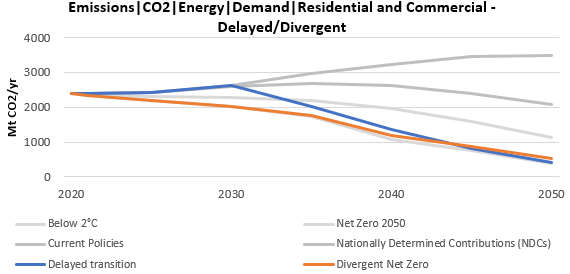 Emissions|CO2|Energy|Demand|Residential and Commercial -
Delayed/Divergent
Mt CO2/yr
4000
3000
2000
1000
0
2020
2030
2040
2050
Below 2°C
Net Zero 2050
Current Policies
Nationally Determined Contributions (NDCs)
Delayed transition
Divergent Net Zero